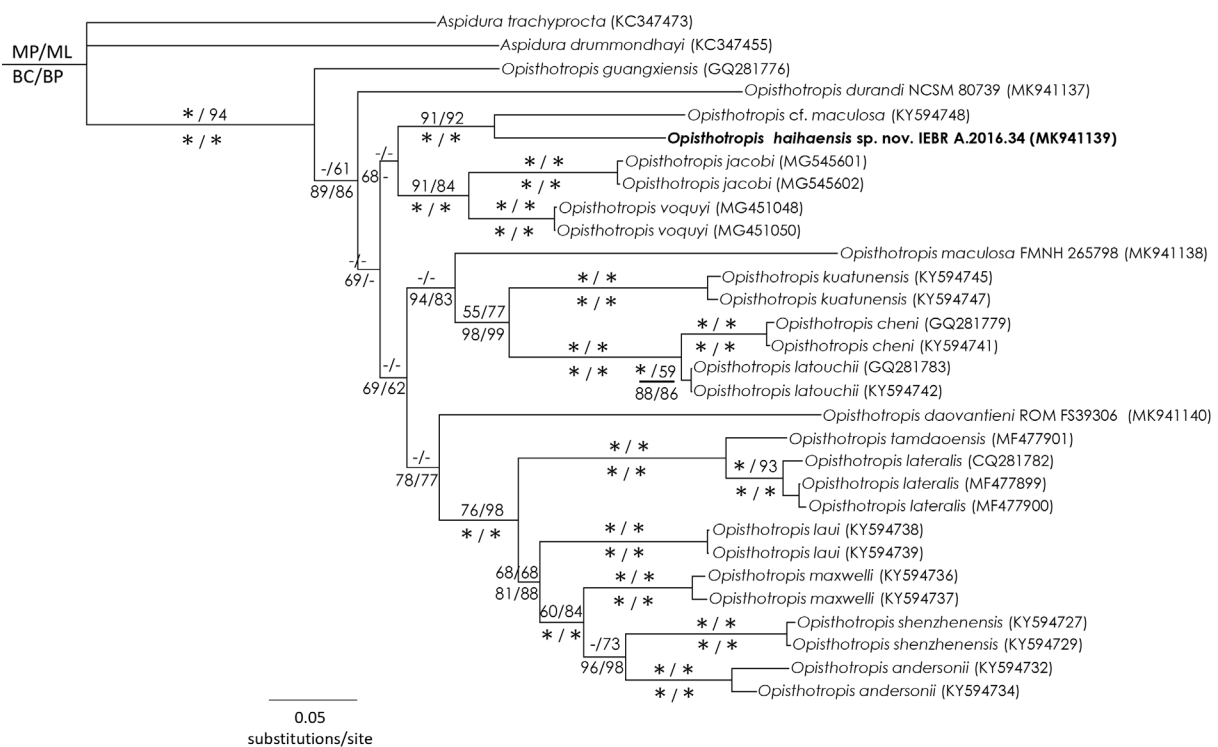 Aspidura trachyprocta (KC347473)
MP/ML
Aspidura drummondhayi (KC347455)
BC/BP
Opisthotropis guangxiensis (GQ281776)
Opisthotropis durandi NCSM 80739 (MK941137)
* / 94
* / *
91/92
* / *
Opisthotropis cf. maculosa (KY594748)
Opisthotropis haihaensis sp. nov. IEBR A.2016.34 (MK941139)
-/-
68 -
-/61
89/86
* / *
* / *
Opisthotropis jacobi (MG545601)
Opisthotropis jacobi (MG545602)
91/84
* / *
* / *
* / *
Opisthotropis voquyi (MG451048)
Opisthotropis voquyi (MG451050)
-/-
69/-
Opisthotropis maculosa FMNH 265798 (MK941138)
-/-
94/83
* / *
* / *
Opisthotropis kuatunensis (KY594745)
Opisthotropis kuatunensis (KY594747)
55/77
98/99
* / *
* / *
Opisthotropis cheni (GQ281779)
Opisthotropis cheni (KY594741)
* / *
* / *
* / 59
88/86
Opisthotropis latouchii (GQ281783)
Opisthotropis latouchii (KY594742)
-/-
69/62
Opisthotropis daovantieni ROM FS39306 (MK941140)
-/-
78/77
* / *
* / *
Opisthotropis tamdaoensis (MF477901)
* / 93
* / *
Opisthotropis lateralis (CQ281782)
Opisthotropis lateralis (MF477899)
Opisthotropis lateralis (MF477900)
76/98
* / *
* / *
* / *
Opisthotropis laui (KY594738)
Opisthotropis laui (KY594739)
68/68
81/88
* / *
* / *
Opisthotropis maxwelli (KY594736)
Opisthotropis maxwelli (KY594737)
60/84
* / *
* / *
* / *
Opisthotropis shenzhenensis (KY594727)
Opisthotropis shenzhenensis (KY594729)
-/73
96/98
* / *
* / *
Opisthotropis andersonii (KY594732)
Opisthotropis andersonii (KY594734)
0.05
substitutions/site